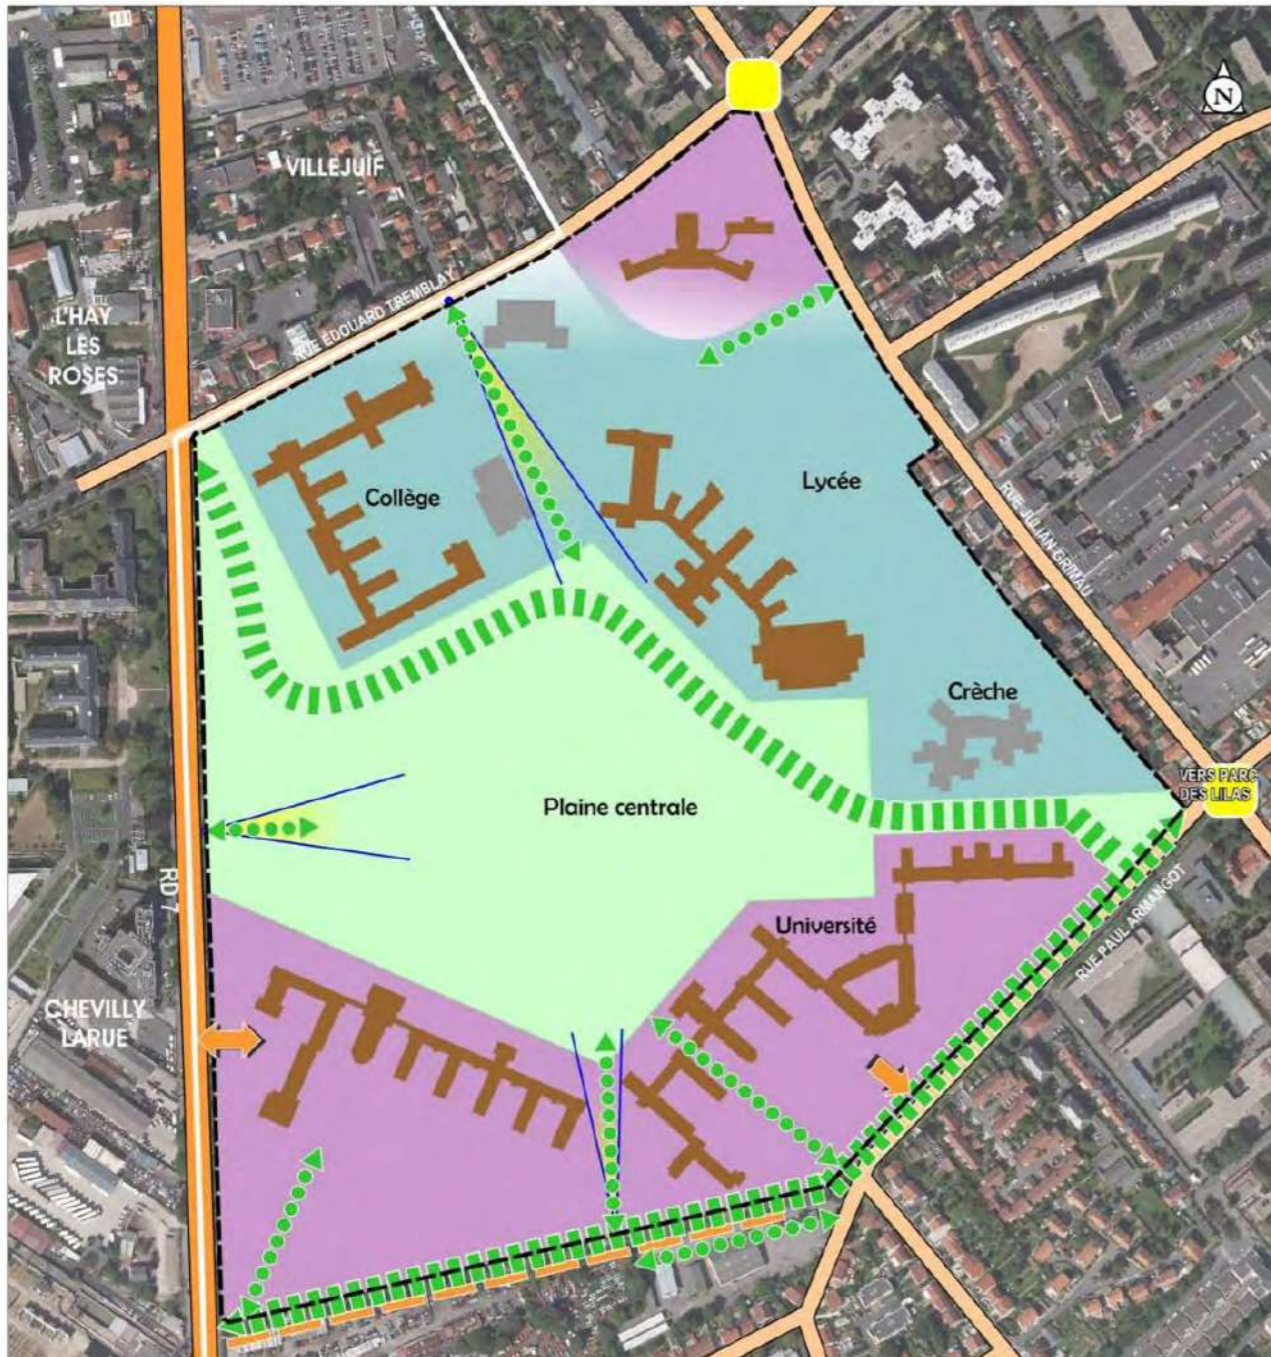 N
VILLEJUIF
RUE ÉDOUARD TREMBLAY
L'HAY
LES
ROSES
Collège
Lycée
RUE JULIAN GRIMAU
Crèche
VERS PARC
DES LILAS
Plaine centrale
RD 7
Université
RUE PAUL ARMANGOT
CHEVILLY
LARUE